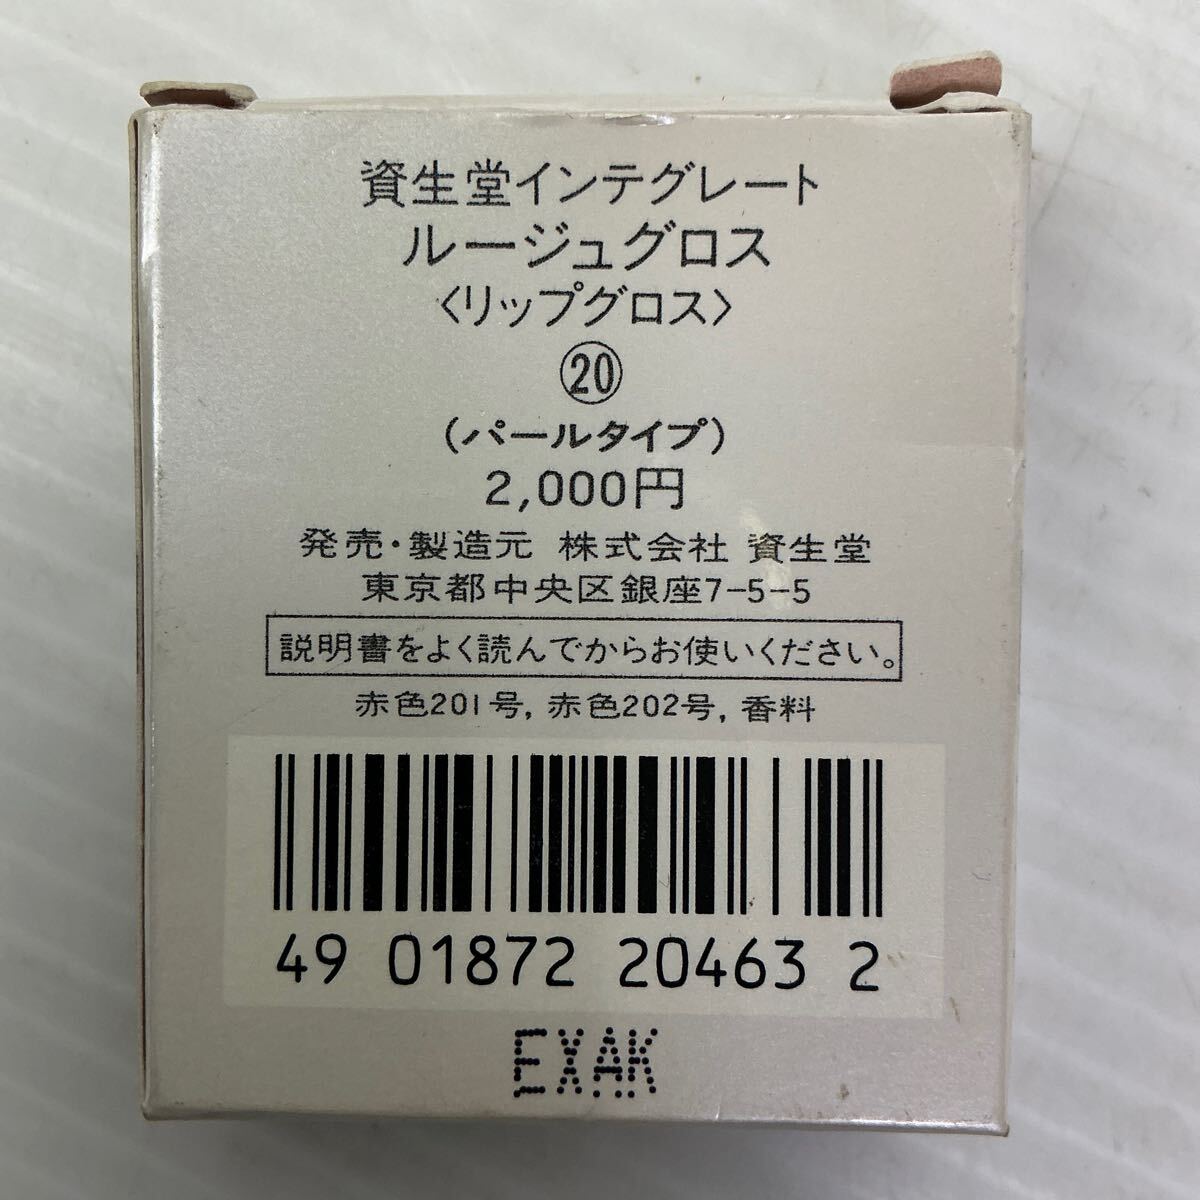 資生堂インテグレート
ルージュグロス
〈リップグロス〉
⑳
（パールタイプ）
2,000円
発売・製造元 株式会社 資生堂
東京都中央区銀座7-5-5
説明書をよく読んでからお使いください。
赤色201号, 赤色202号, 香料
49 01872 20463 2
EXAK